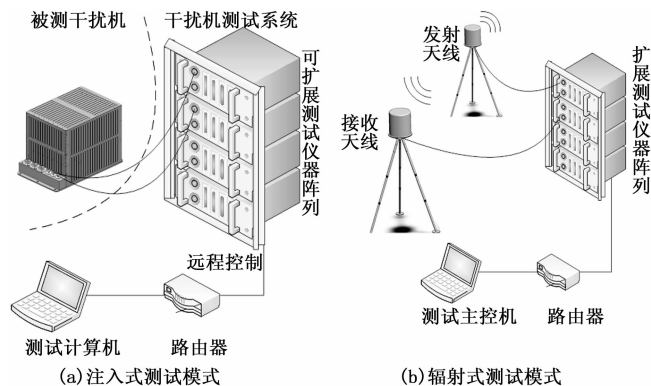 被测干扰机
干扰机测试系统
可扩展测试仪器阵列
远程控制
测试计算机
路由器
(a)注入式测试模式
发射
天线
接收
天线
扩展测试仪器阵列
测试主控机
路由器
(b)辐射式测试模式